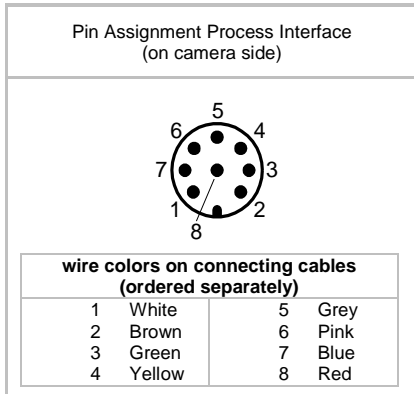 Pin Assignment Process Interface
(on camera side)
5
6 4
7 3
1 2
8
wire colors on connecting cables
(ordered separately)
1 White 5 Grey
2 Brown 6 Pink
3 Green 7 Blue
4 Yellow 8 Red